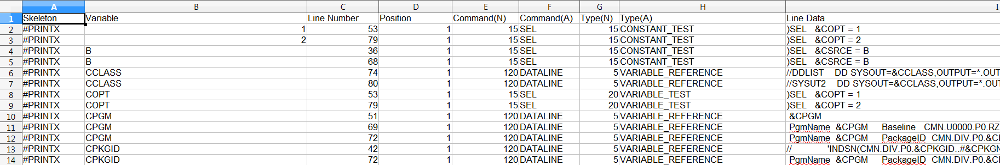 A B C D E F G H I
1 Skeleton Variable Line Number Position Command(N) Command(A) Type(N) Type(A) Line Data
2 #PRINTX 1 53 1 15 SEL 15 CONSTANT_TEST )SEL &COPT = 1
3 #PRINTX 2 79 1 15 SEL 15 CONSTANT_TEST )SEL &COPT = 2
4 #PRINTX B 36 1 15 SEL 15 CONSTANT_TEST )SEL &CSRCE = B
5 #PRINTX B 68 1 15 SEL 15 CONSTANT_TEST )SEL &CSRCE = B
6 #PRINTX CCLASS 74 1 120 DATALINE 5 VARIABLE_REFERENCE //DDLIST DD SYSOUT=&CCLASS,OUTPUT=*.OUT
7 #PRINTX CCLASS 80 1 120 DATALINE 5 VARIABLE_REFERENCE //SYSUT2 DD SYSOUT=&CCLASS,OUTPUT=*.OUT
8 #PRINTX COPT 53 1 15 SEL 20 VARIABLE_TEST )SEL &COPT = 1
9 #PRINTX COPT 79 1 15 SEL 20 VARIABLE_TEST )SEL &COPT = 2
10 #PRINTX CPGM 51 1 120 DATALINE 5 VARIABLE_REFERENCE &CPGM
11 #PRINTX CPGM 69 1 120 DATALINE 5 VARIABLE_REFERENCE PgmName &CPGM Baseline CMN.U0000.P0.RZ
12 #PRINTX CPGM 72 1 120 DATALINE 5 VARIABLE_REFERENCE PgmName &CPGM PackageID CMN.DIV.P0.&CF
13 #PRINTX CPKGID 42 1 120 DATALINE 5 VARIABLE_REFERENCE // 'INDSN(CMN.DIV.P0.&CPKGID..#&CPKGN
14 #PRINTX CPKGID 72 1 120 DATALINE 5 VARIABLE_REFERENCE PgmName &CPGM PackageID CMN.DIV.P0.&CF